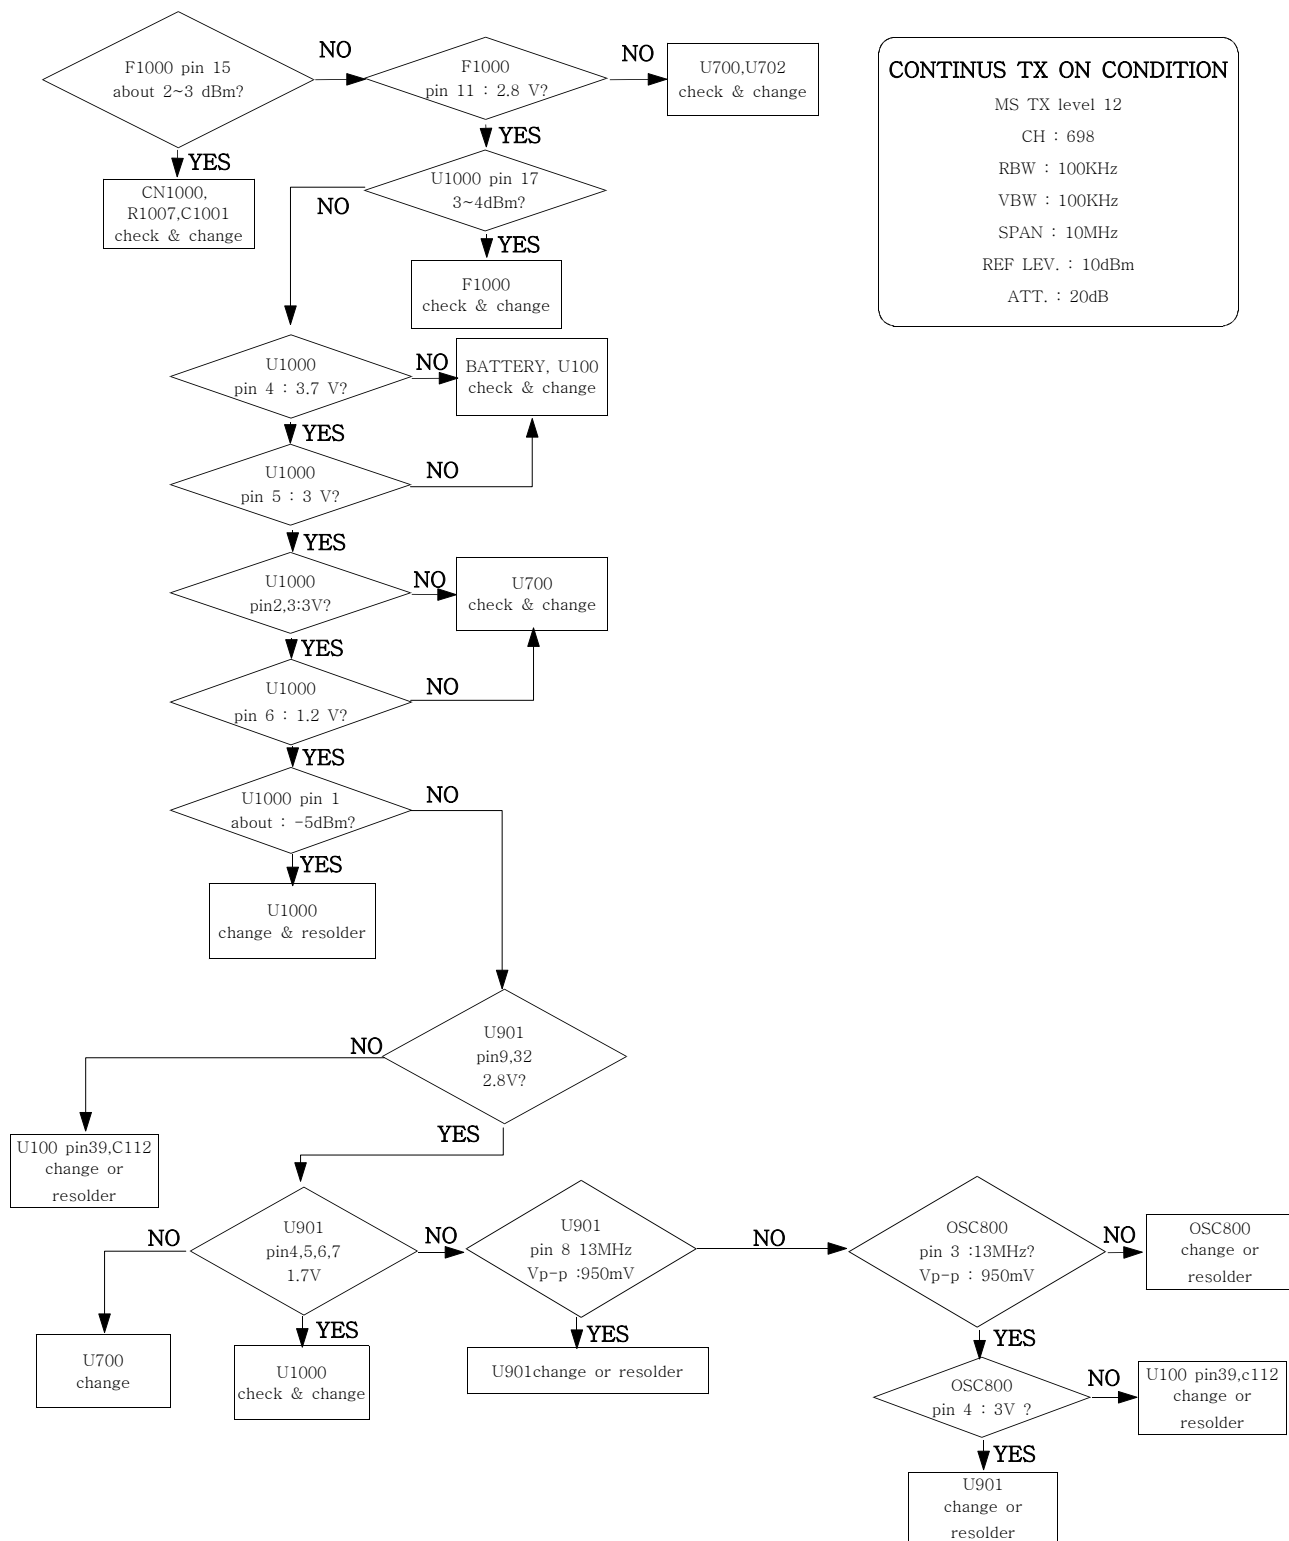 F1000 pin 15
about 2~3 dBm?
NO
F1000
pin 11 : 2.8 V?
NO
U700,U702
check & change
CONTINUS TX ON CONDITION
MS TX level 12
CH : 698
RBW : 100KHz
VBW : 100KHz
SPAN : 10MHz
REF LEV. : 10dBm
ATT. : 20dB
YES
CN1000,
R1007,C1001
check & change
YES
U1000 pin 17
3~4dBm?
NO
YES
F1000
check & change
U1000
pin 4 : 3.7 V?
NO
BATTERY, U100
check & change
YES
U1000
pin 5 : 3 V?
NO
YES
U1000
pin2,3:3V?
NO
U700
check & change
YES
U1000
pin 6 : 1.2 V?
NO
YES
U1000 pin 1
about : -5dBm?
NO
YES
U1000
change & resolder
U901
pin9,32
2.8V?
NO
U100 pin39,C112
change or
resolder
YES
U901
pin4,5,6,7
1.7V
NO
U700
change
YES
U1000
check & change
NO
U901
pin 8 13MHz
Vp-p :950mV
YES
U901change or resolder
NO
OSC800
pin 3 :13MHz?
Vp-p : 950mV
NO
OSC800
change or
resolder
YES
OSC800
pin 4 : 3V ?
NO
U100 pin39,c112
change or
resolder
YES
U901
change or
resolder